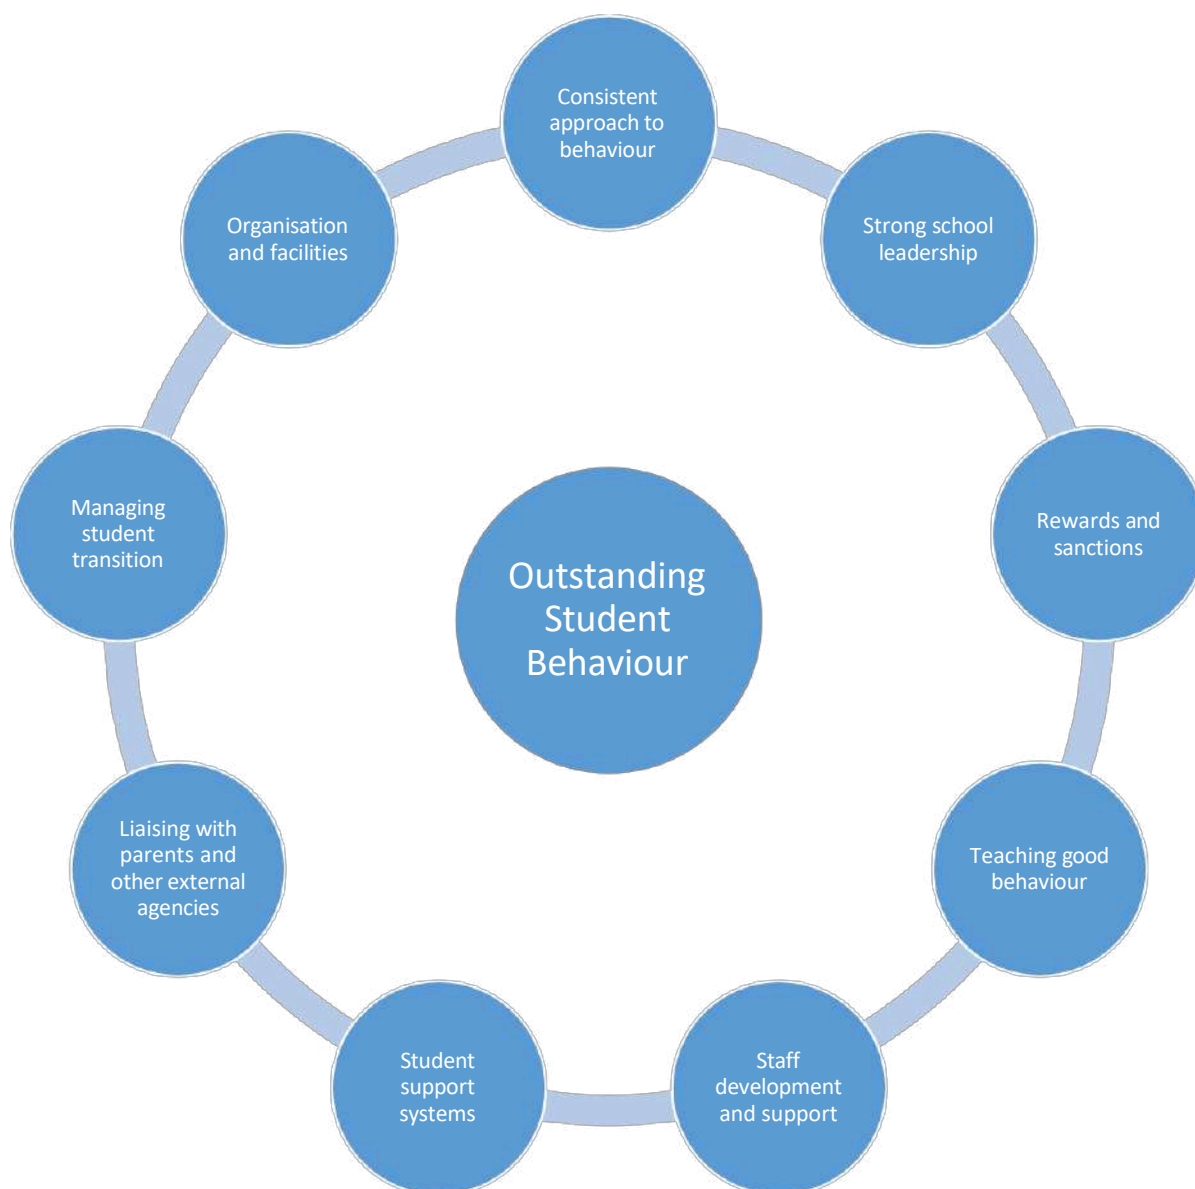 Consistent
approach to
behaviour
Strong school
leadership
Rewards and
sanctions
Teaching good
behaviour
Staff
development
and support
Student
support
systems
Liaising with
parents and
other external
agencies
Managing
student
transition
Organisation
and facilities
Outstanding
Student
Behaviour